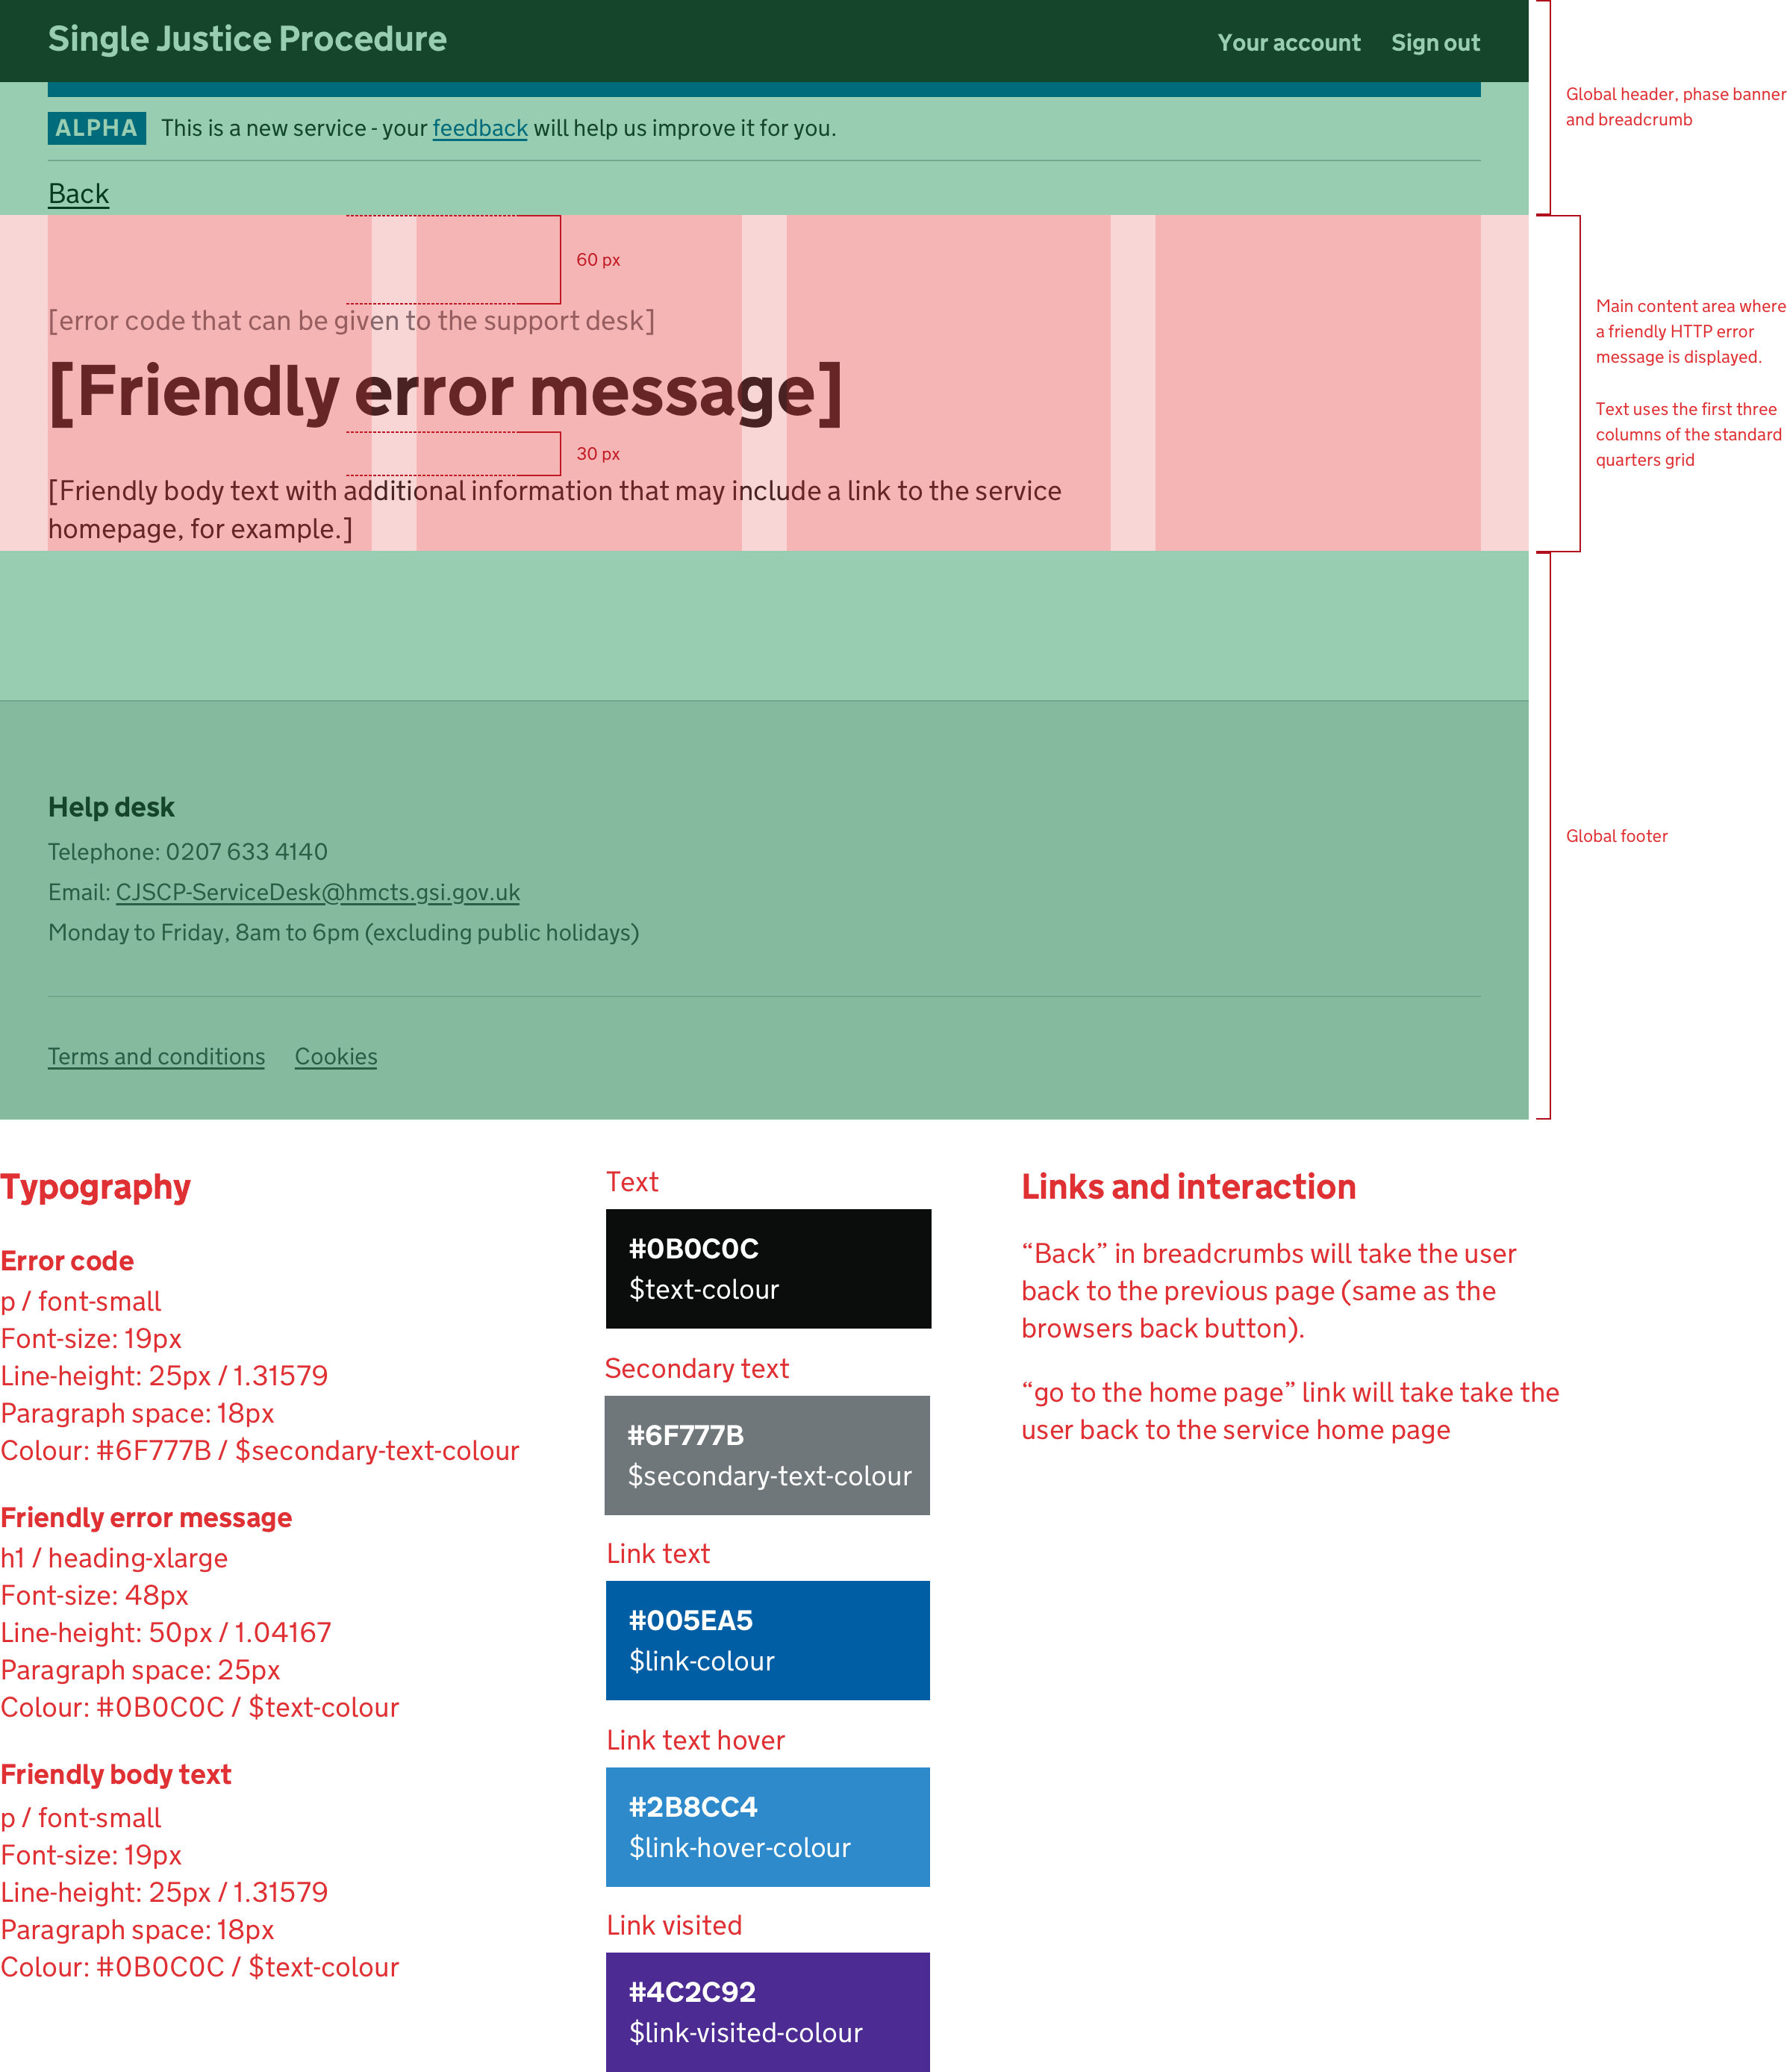 Single Justice Procedure
Your account Sign out
Global header, phase banner
and breadcrumb
ALPHA This is a new service - your feedback will help us improve it for you.
Back
60 px
[error code that can be given to the support desk]
[Friendly error message]
30 px
[Friendly body text with additional information that may include a link to the service
homepage, for example.]
Main content area where
a friendly HTTP error
message is displayed.
Text uses the first three
columns of the standard
quarters grid
Help desk
Telephone: 0207 633 4140
Email: CJSCP-ServiceDesk@hmcts.gsi.gov.uk
Monday to Friday, 8am to 6pm (excluding public holidays)
Terms and conditions Cookies
Global footer
Typography
Error code
p / font-small
Font-size: 19px
Line-height: 25px / 1.31579
Paragraph space: 18px
Colour: #6F777B / $secondary-text-colour
Friendly error message
h1 / heading-xlarge
Font-size: 48px
Line-height: 50px / 1.04167
Paragraph space: 25px
Colour: #0B0C0C / $text-colour
Friendly body text
p / font-small
Font-size: 19px
Line-height: 25px / 1.31579
Paragraph space: 18px
Colour: #0B0C0C / $text-colour
Text
#0B0C0C
$text-colour
Secondary text
#6F777B
$secondary-text-colour
Link text
#005EA5
$link-colour
Link text hover
#2B8CC4
$link-hover-colour
Link visited
#4C2C92
$link-visited-colour
Links and interaction
“Back” in breadcrumbs will take the user
back to the previous page (same as the
browsers back button).
“go to the home page” link will take take the
user back to the service home page